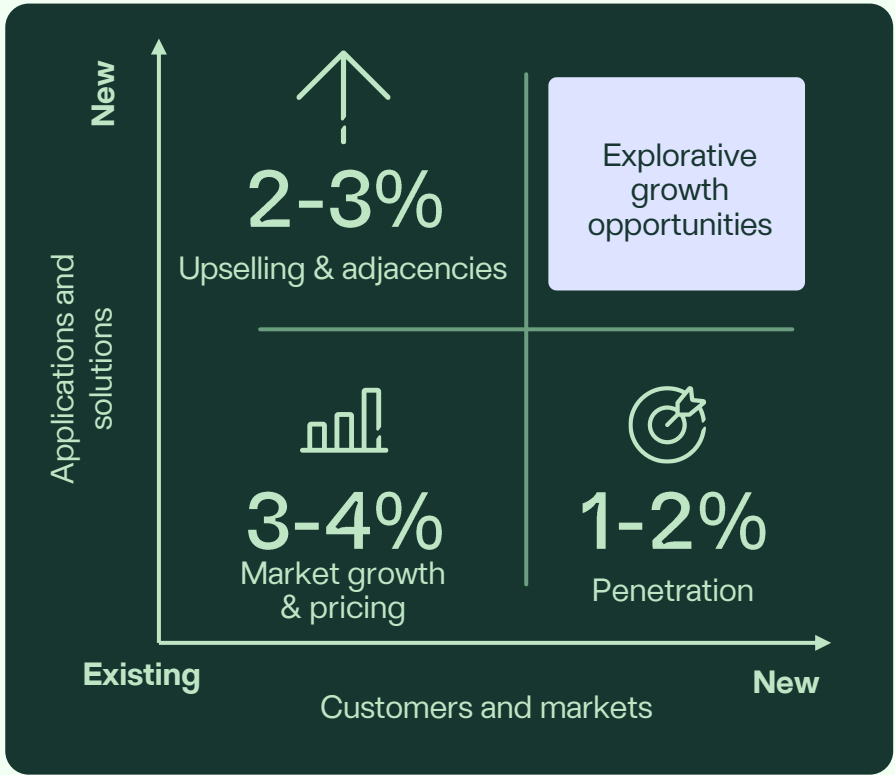 New
Applications and
solutions
2-3%
Upselling & adjacencies
Explorative
growth
opportunities
3-4%
Market growth
& pricing
1-2%
Penetration
Existing
New
Customers and markets